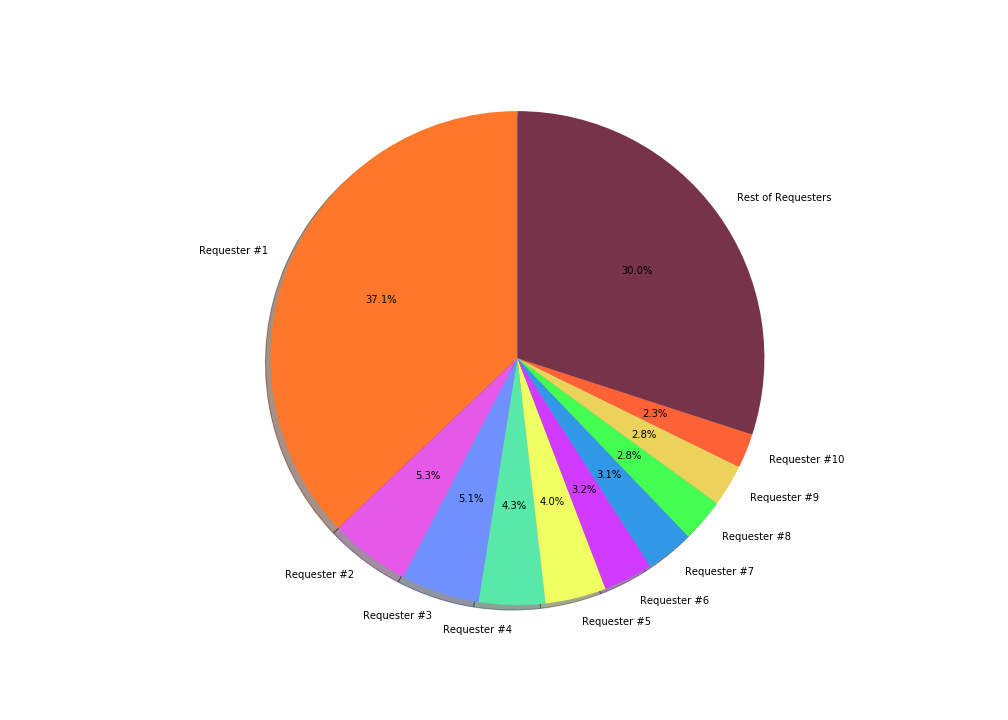 Rest of Requesters
Requester #1
30.0%
37.1%
2.3%
2.8%
2.8%
Requester #10
3.1%
5.3%
3.2%
Requester #9
5.1%
4.0%
4.3%
Requester #8
Requester #7
Requester #2
Requester #6
Requester #3
Requester #5
Requester #4